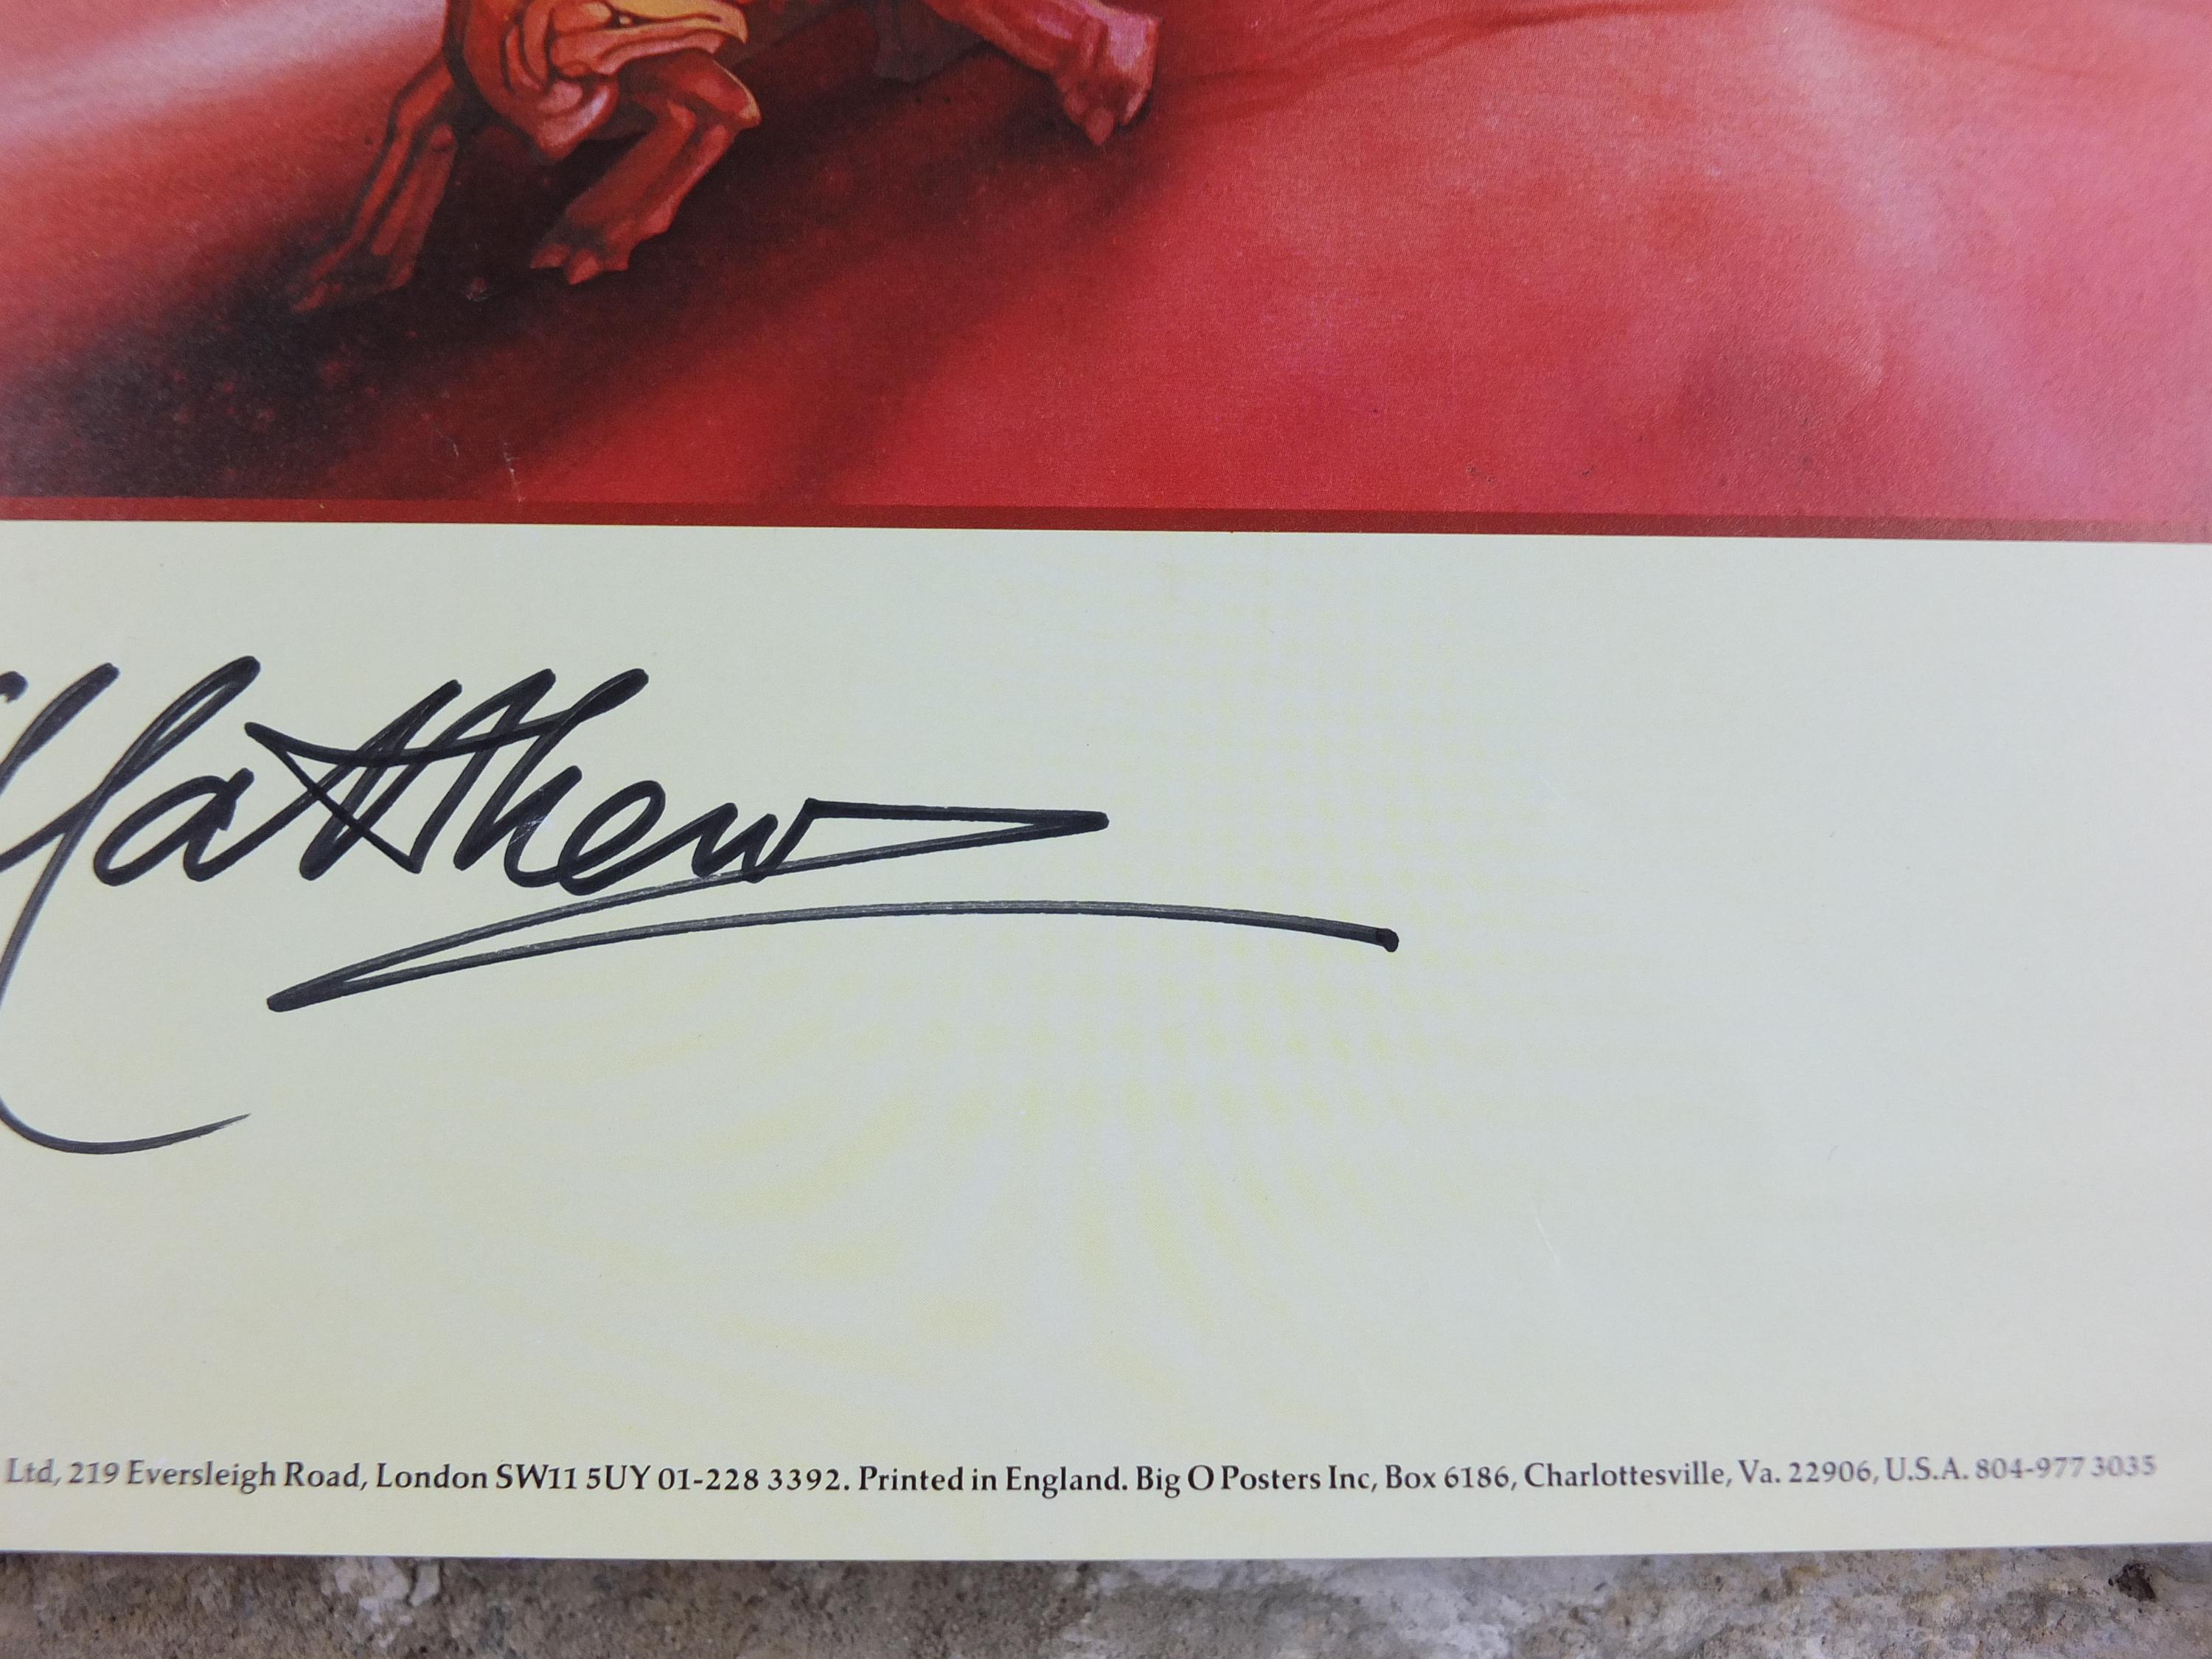 Matthew
Ltd, 219 Eversleigh Road, London SW11 5UY 01-228 3392. Printed in England. Big O Posters Inc, Box 6186, Charlottesville, Va. 22906, U.S.A. 804-977 3035